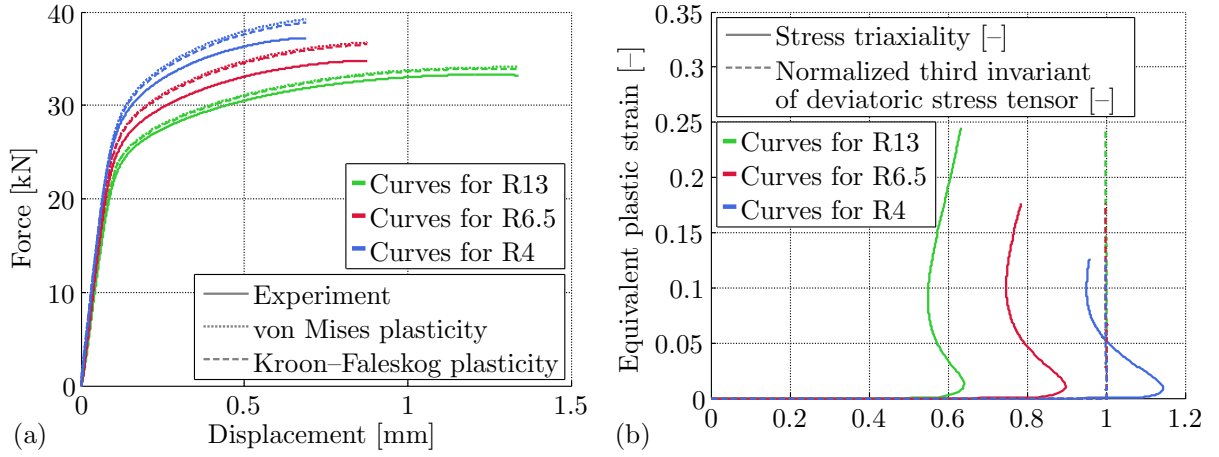 40
30
20
10
0
0
0.5
1
1.5
Force [kN]
Displacement [mm]
Curves for R13
Curves for R6.5
Curves for R4
Experiment
von Mises plasticity
Kroon–Faleskog plasticity
(a)
0.35
0.3
0.25
0.2
0.15
0.1
0.05
0
0
0.2
0.4
0.6
0.8
1
1.2
Equivalent plastic strain [–]
Stress triaxiality [–]
Normalized third invariant
of deviatoric stress tensor [–]
Curves for R13
Curves for R6.5
Curves for R4
(b)